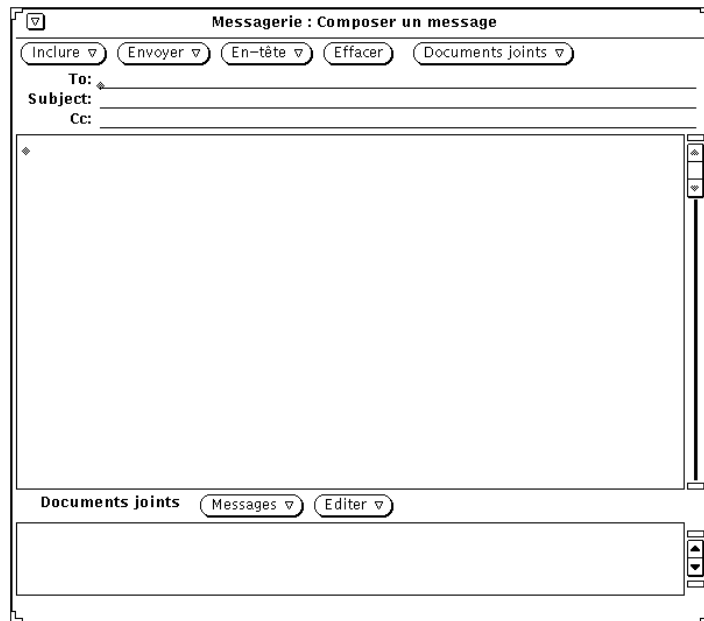 Messagerie : Composer un message
Inclure Envoyer En-tête Effacer Documents joints
To:
Subject:
Cc:
Documents joints Messages Editer